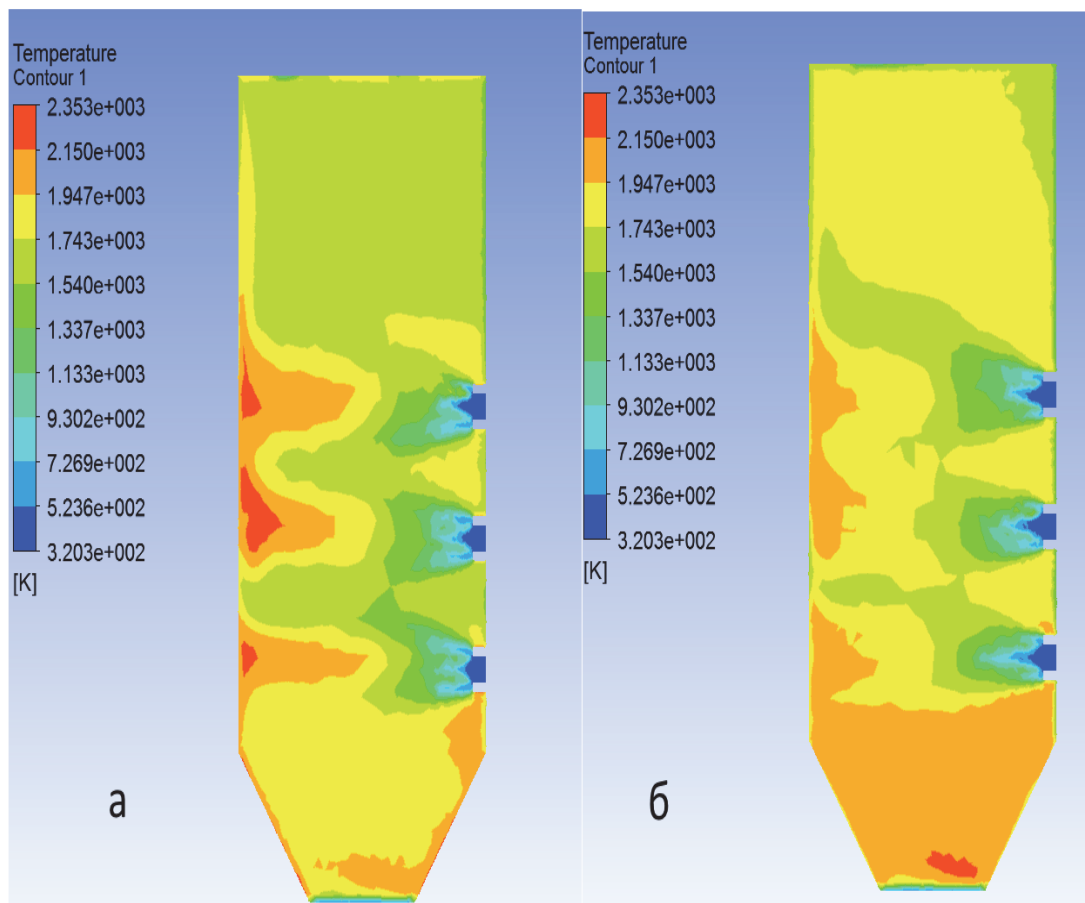 Temperature
Contour 1
2.353e+003
2.150e+003
1.947e+003
1.743e+003
1.540e+003
1.337e+003
1.133e+003
9.302e+002
7.269e+002
5.236e+002
3.203e+002
[K]
а
Temperature
Contour 1
2.353e+003
2.150e+003
1.947e+003
1.743e+003
1.540e+003
1.337e+003
1.133e+003
9.302e+002
7.269e+002
5.236e+002
3.203e+002
[K]
б